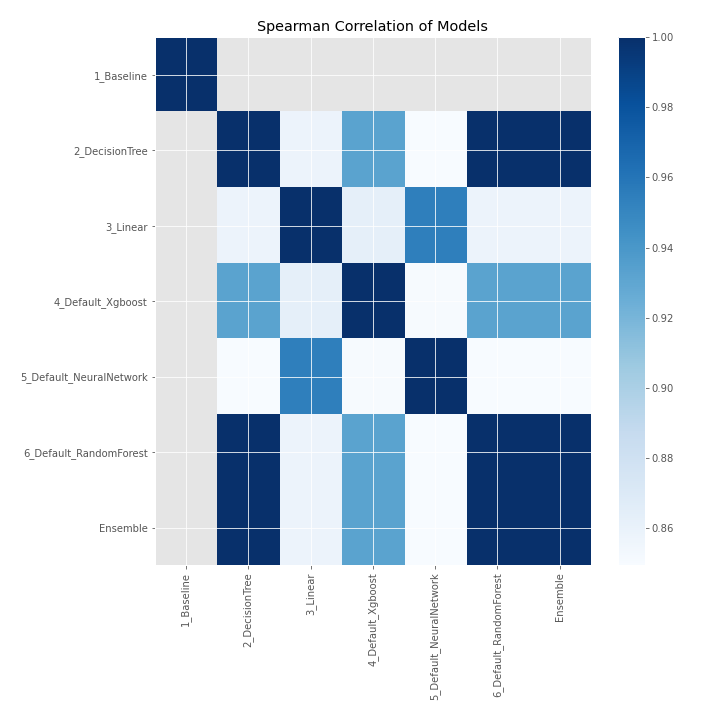 Spearman Correlation of Models
1_Baseline
2_DecisionTree
3_Linear
4_Default_Xgboost
5_Default_NeuralNetwork
6_Default_RandomForest
Ensemble
1_Baseline
2_DecisionTree
3_Linear
4_Default_Xgboost
5_Default_NeuralNetwork
6_Default_RandomForest
Ensemble
1.00
0.98
0.96
0.94
0.92
0.90
0.88
0.86